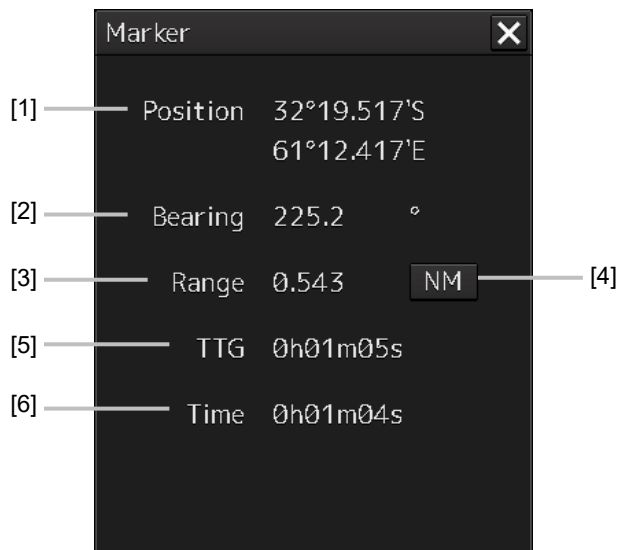 Marker
[1] Position 32°19.517'S
61°12.417'E
[2] Bearing 225.2 °
[3] Range 0.543 NM [4]
[5] TTG 0h01m05s
[6] Time 0h01m04s